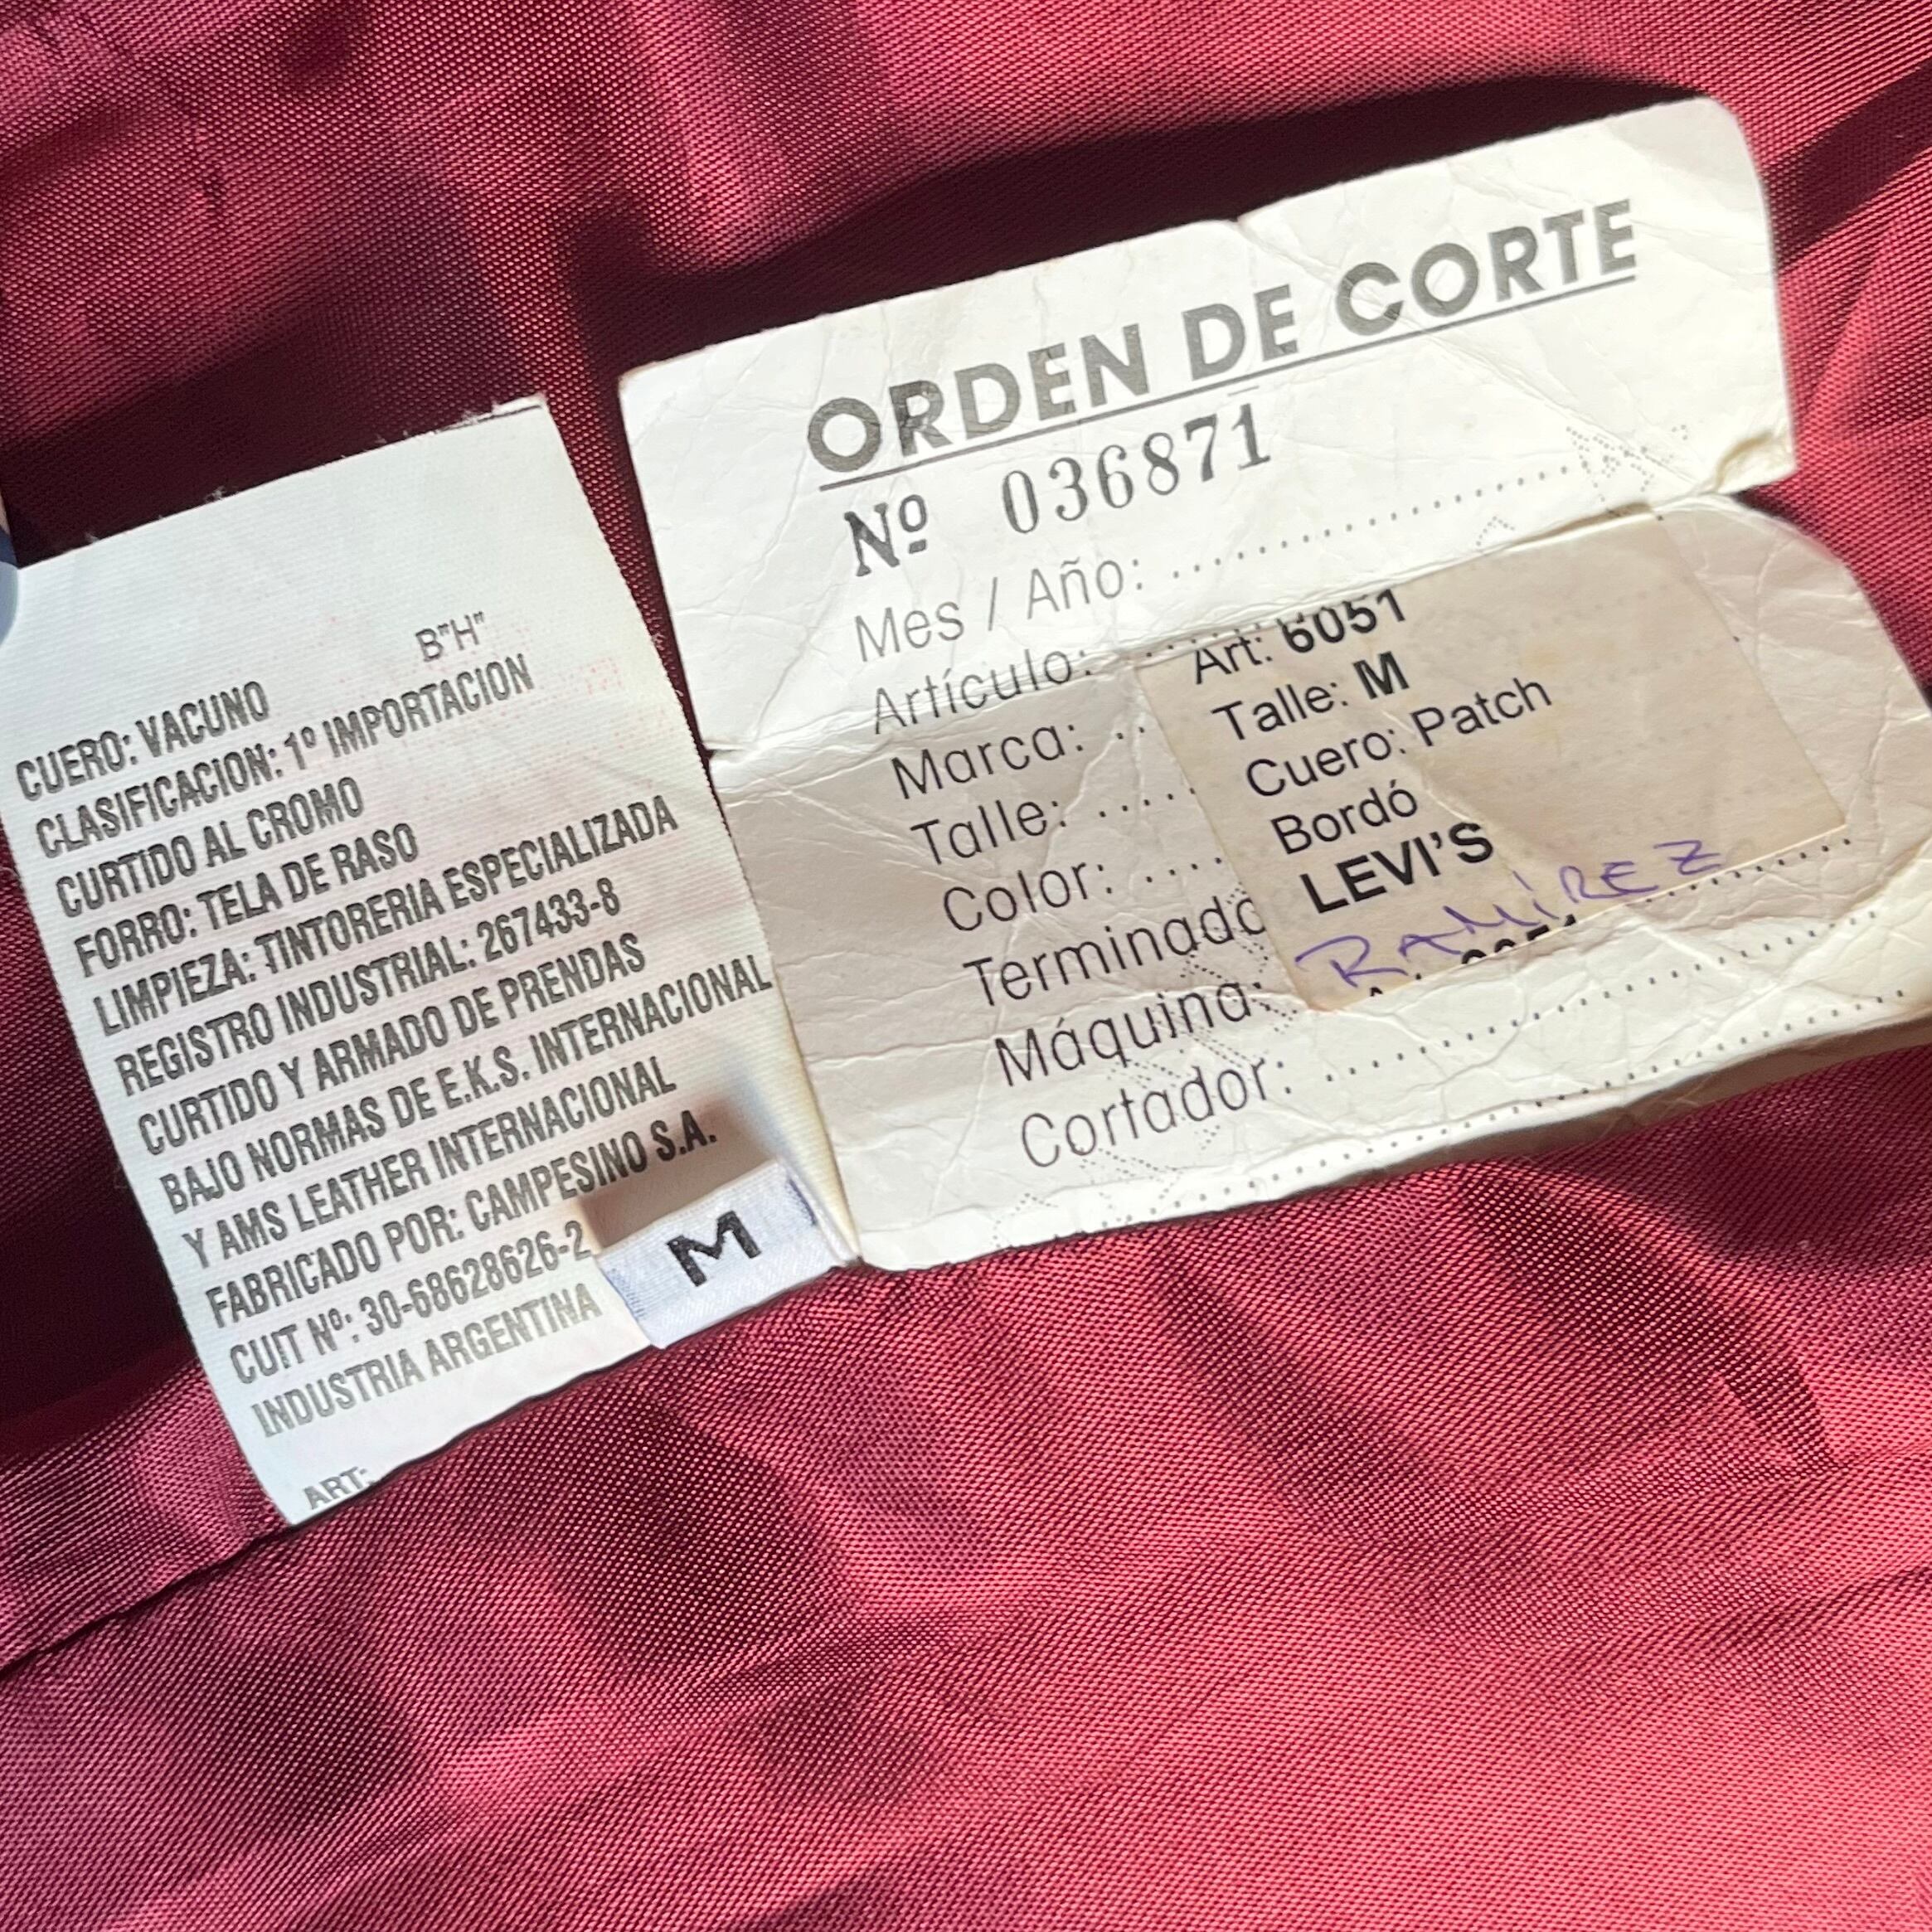 B"H"
CUERO: VACUNO
CLASIFICACION: 1º IMPORTACION
CURTIDO AL CROMO
FORRO: TELA DE RASO
LIMPIEZA: TINTORERIA ESPECIALIZADA
REGISTRO INDUSTRIAL: 267433-8
CURTIDO Y ARMADO DE PRENDAS
BAJO NORMAS DE E.K.S. INTERNACIONAL
Y AMS LEATHER INTERNACIONAL
FABRICADO POR: CAMPESINO S.A.
CUIT Nº: 30-68628626-2
INDUSTRIA ARGENTINA
ART:
M
ORDEN DE CORTE
Nº 036871
Mes / Año:
Artículo:
Marca:
Talle:
Color:
Terminado
Máquina:
Cortador:
Art: 6051
Talle: M
Cuero: Patch
Bordó
LEVI'S
RAMÍREZ